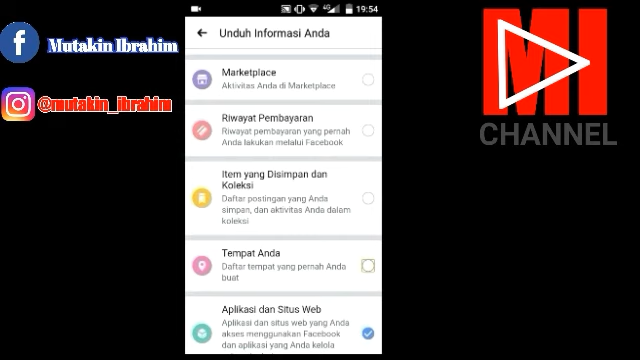 19:54
Unduh Informasi Anda
Mutakin Ibrahim
@mutakin_ibrahim
MI
CHANNEL
Marketplace
Aktivitas Anda di Marketplace
Riwayat Pembayaran
Riwayat pembayaran yang pernah
Anda lakukan melalui Facebook
Item yang Disimpan dan
Koleksi
Daftar postingan yang Anda
simpan, dan aktivitas Anda dalam
koleksi
Tempat Anda
Daftar tempat yang pernah Anda
buat
Aplikasi dan Situs Web
Aplikasi dan situs web yang Anda
akses menggunakan Facebook
dan aplikasi yang Anda kelola